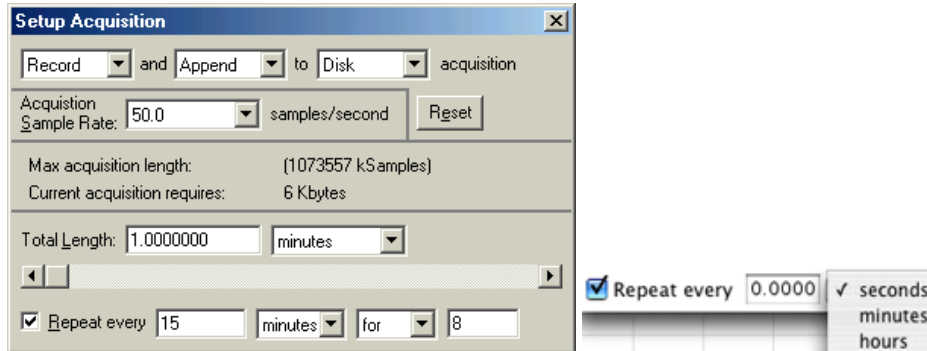 Setup Acquisition
Record and Append to Disk acquisition
Acquistion
Sample Rate: 50.0 samples/second Reset
Max acquisition length: (1073557 kSamples)
Current acquisition requires: 6 Kbytes
Total Length: 1.0000000 minutes
Repeat every 15 minutes for 8
Repeat every 0.0000 ✓ seconds
minutes
hours